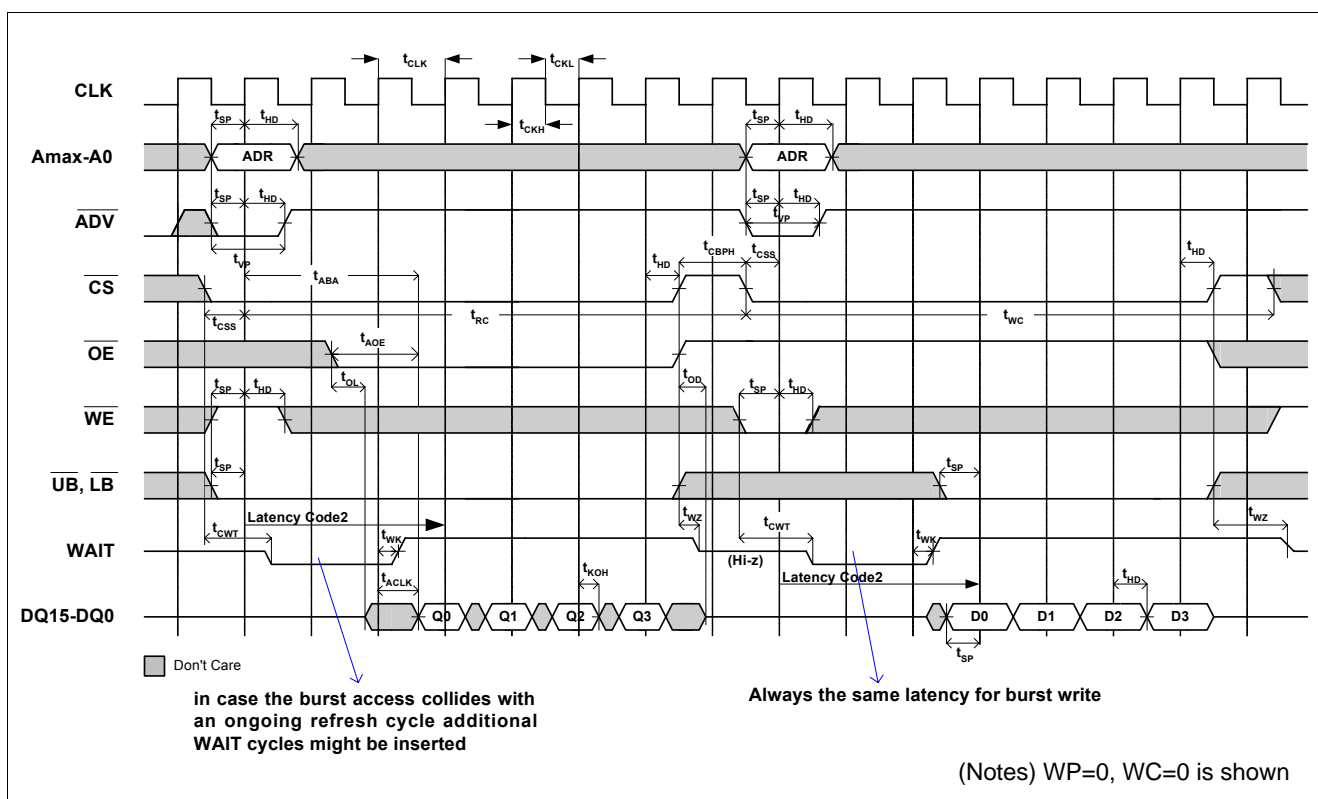 tCLK tCKL
CLK
tSP tHD tCKH tSP tHD
Amax-A0 ADR ADR
tSP tHD tSP tHD
ADV tVP
tVP tABA tHD tCBPH tCSS tHD
CS
tCSS tRC tWC
OE tAOE
tSP tHD tOL tOD tSP tHD
WE
tSP tSP
UB, LB
Latency Code2
tCWT tWK tWZ tCWT tWK tWZ
WAIT (Hi-z)
tACLK tKOH Latency Code2 tHD
DQ15-DQ0 Q0 Q1 Q2 Q3 D0 D1 D2 D3
tSP
Don't Care
in case the burst access collides with
an ongoing refresh cycle additional
WAIT cycles might be inserted
Always the same latency for burst write
(Notes) WP=0, WC=0 is shown